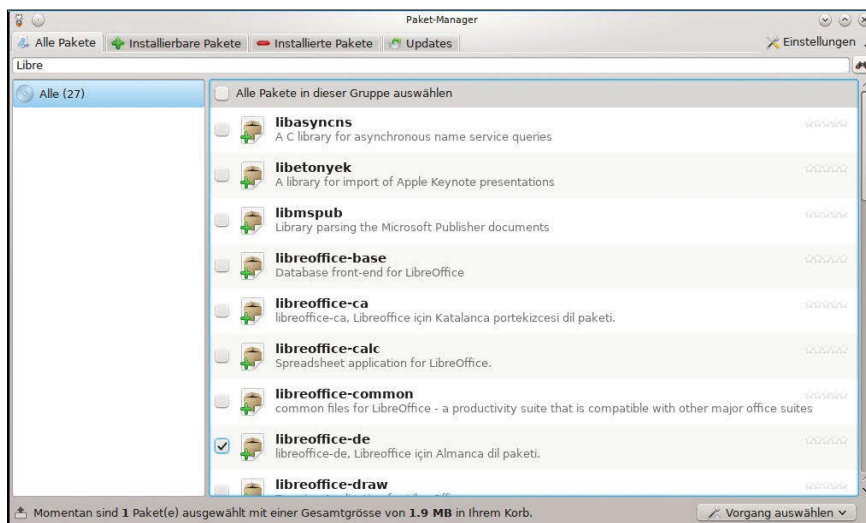 Paket-Manager
Alle Pakete Installierbare Pakete Installierte Pakete Updates Einstellungen
Libre
Alle (27)
Alle Pakete in dieser Gruppe auswählen
libasyncns
A C library for asynchronous name service queries
libetonyek
A library for import of Apple Keynote presentations
libmspub
Library parsing the Microsoft Publisher documents
libreoffice-base
Database front-end for LibreOffice
libreoffice-ca
libreoffice-ca, Libreoffice için Katalanca portekizcesi dil paketi.
libreoffice-calc
Spreadsheet application for LibreOffice.
libreoffice-common
common files for LibreOffice - a productivity suite that is compatible with other major office suites
libreoffice-de
libreoffice-de, Libreoffice için Almanca dil paketi.
libreoffice-draw
Momentan sind 1 Paket(e) ausgewählt mit einer Gesamtgrösse von 1.9 MB in Ihrem Korb. Vorgang auswählen